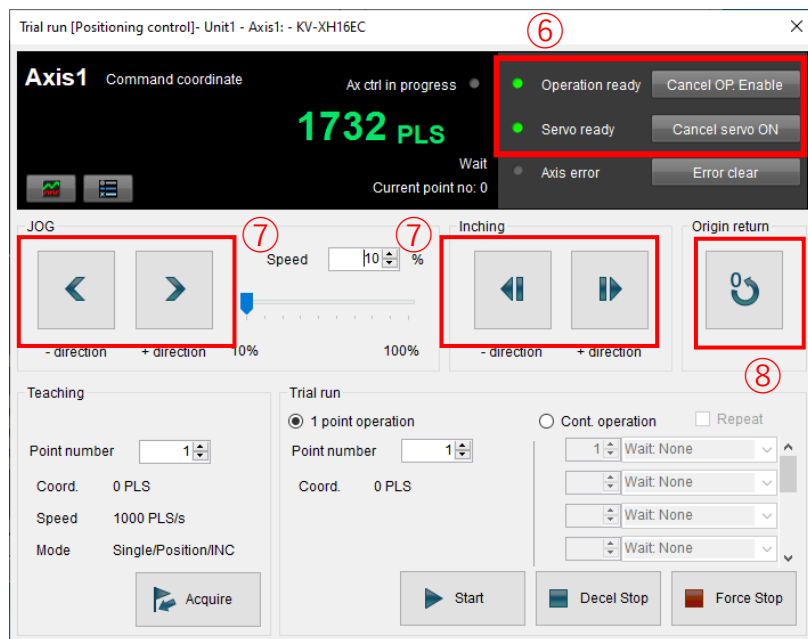 Trial run [Positioning control]- Unit1 - Axis1: - KV-XH16EC
⑥
Axis1 Command coordinate
Ax ctrl in progress
Operation ready Cancel OP. Enable
1732 PLS
Servo ready Cancel servo ON
Wait
Axis error Error clear
Current point no: 0
JOG ⑦ ⑦ Inching Origin return
Speed 10 %
0
- direction + direction 10% 100% - direction + direction
⑧
Teaching
Trial run
1 point operation Cont. operation Repeat
Point number 1 Point number 1 1 Wait: None
Coord. 0 PLS Coord. 0 PLS Wait: None
Speed 1000 PLS/s Wait: None
Mode Single/Position/INC Wait: None
Acquire Start Decel Stop Force Stop